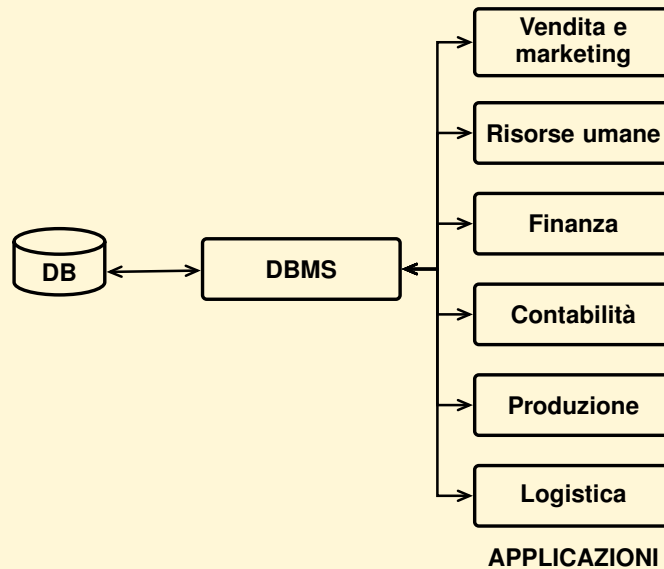 Vendita e
marketing
Risorse umane
Finanza
DB
DBMS
Contabilità
Produzione
Logistica
APPLICAZIONI